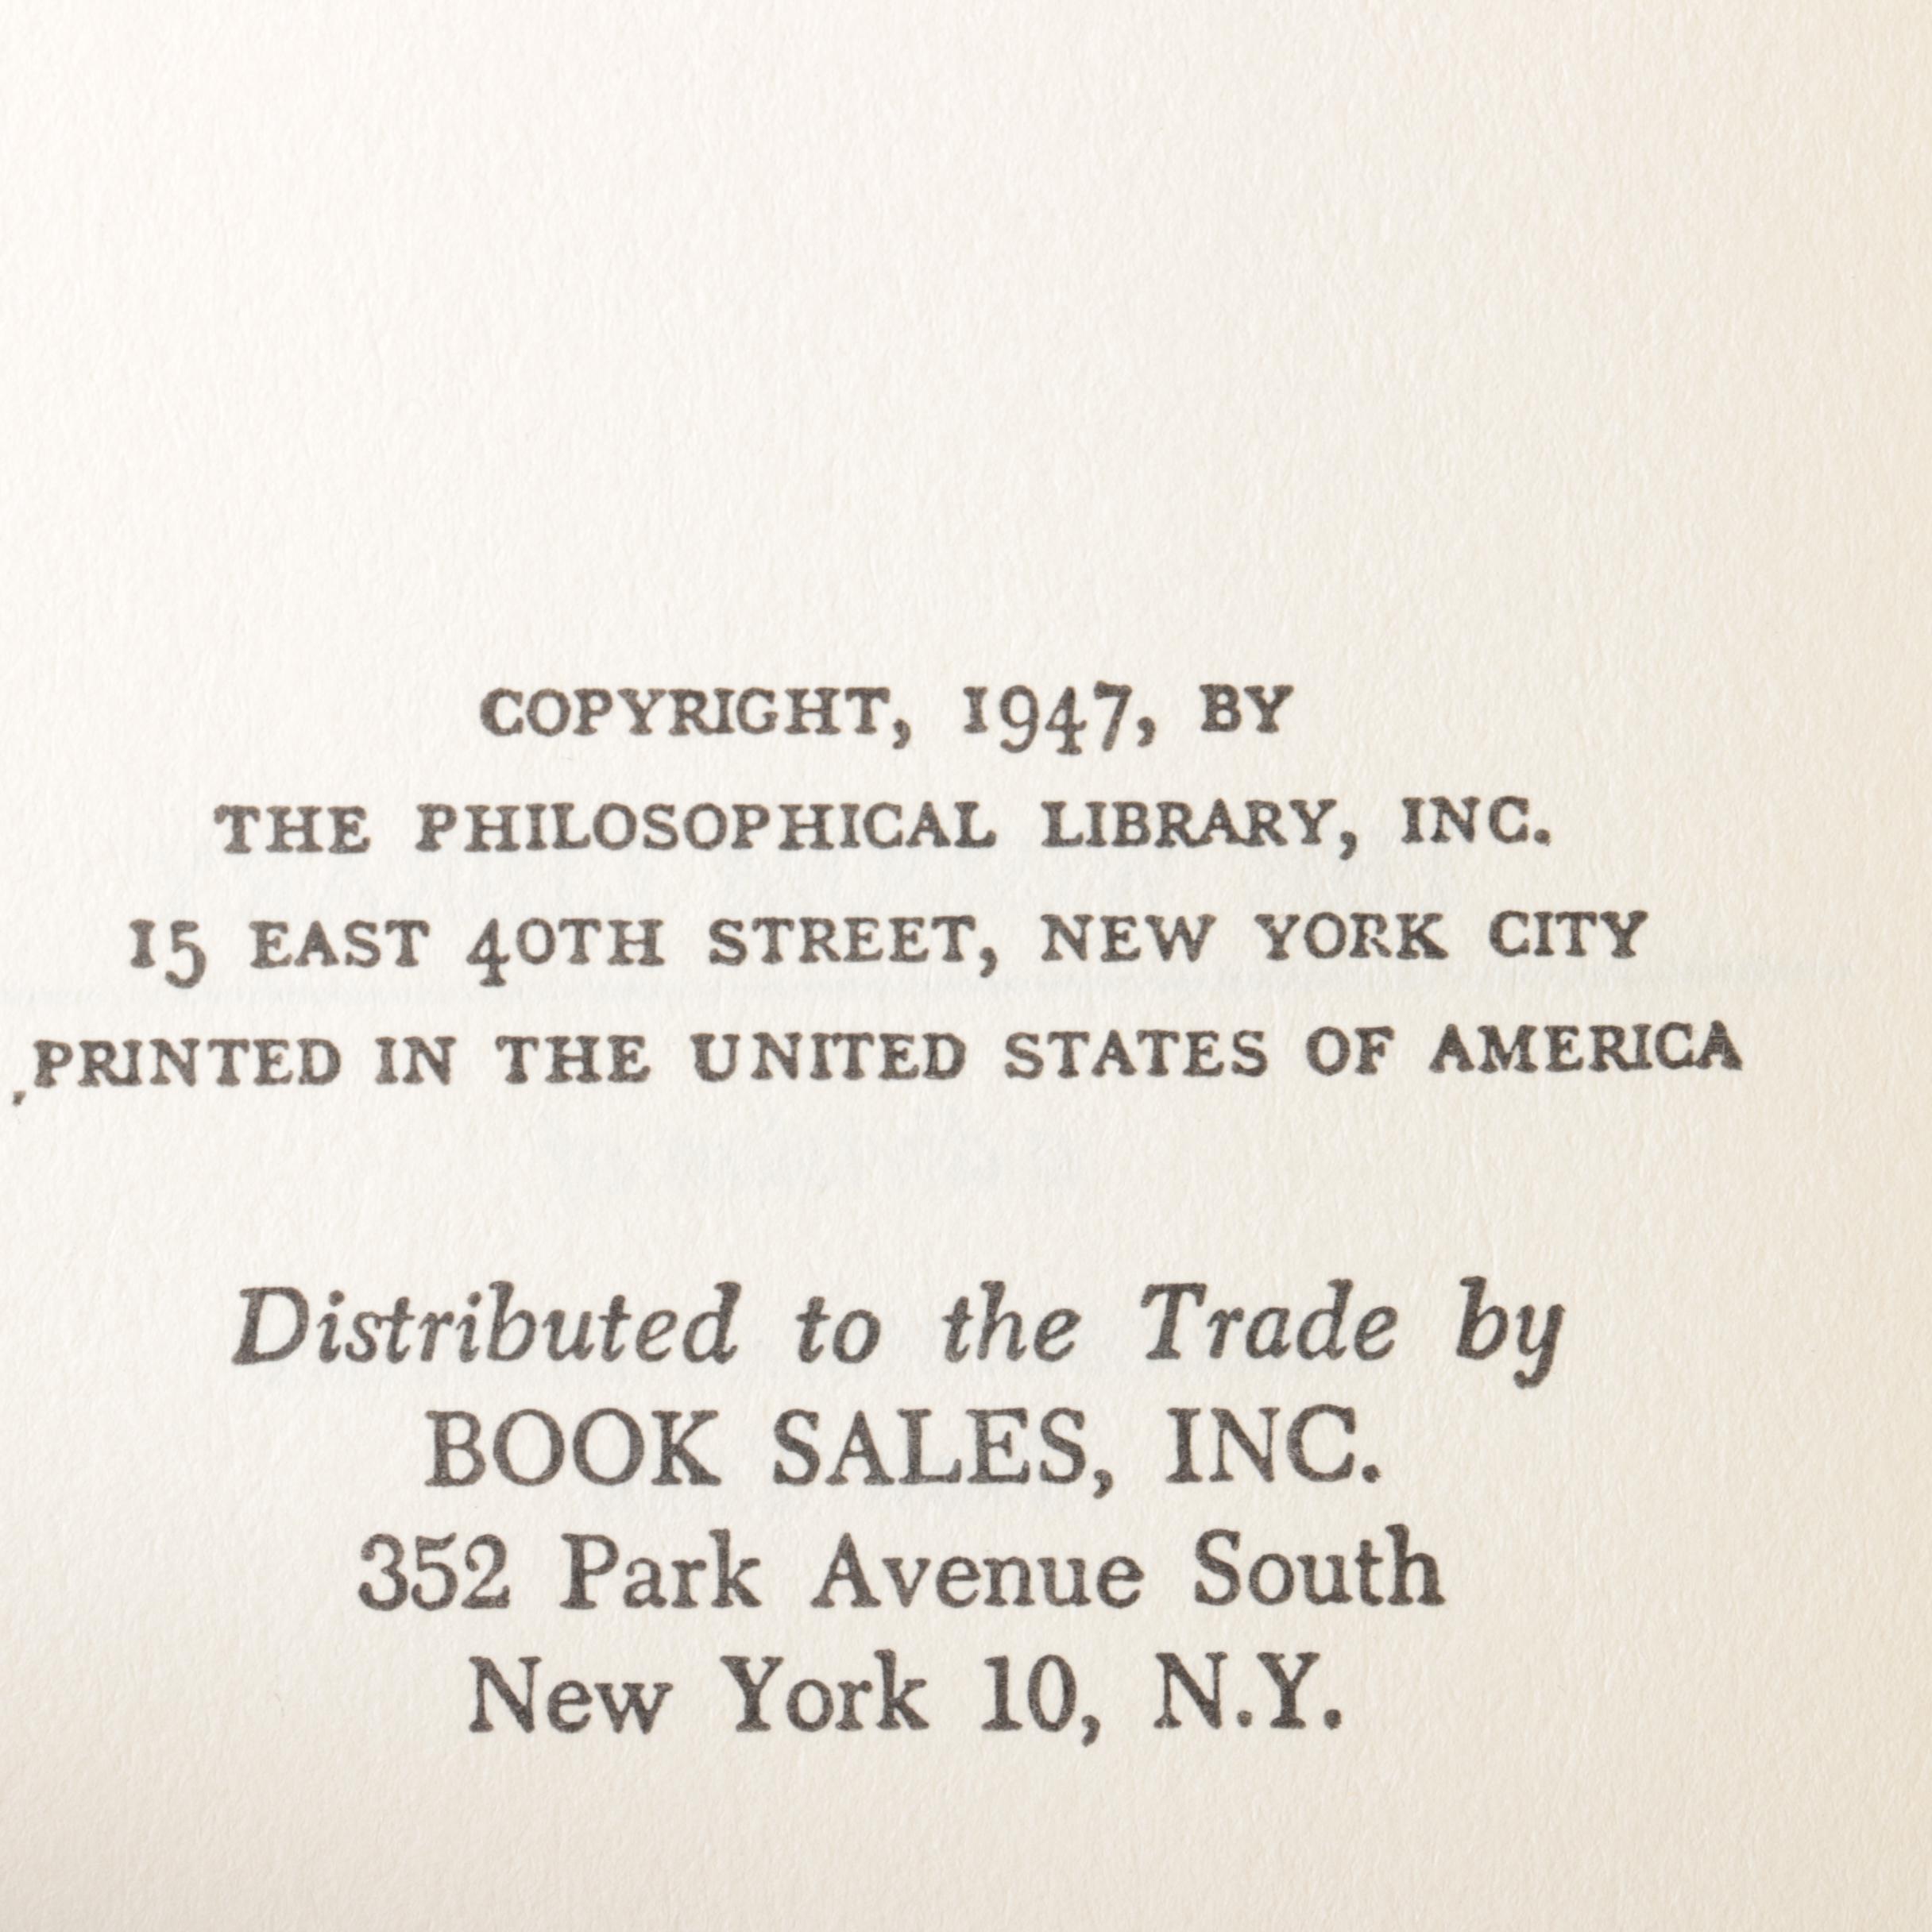 COPYRIGHT, 1947, BY
THE PHILOSOPHICAL LIBRARY, INC.
15 EAST 40TH STREET, NEW YORK CITY
PRINTED IN THE UNITED STATES OF AMERICA
Distributed to the Trade by
BOOK SALES, INC.
352 Park Avenue South
New York 10, N.Y.